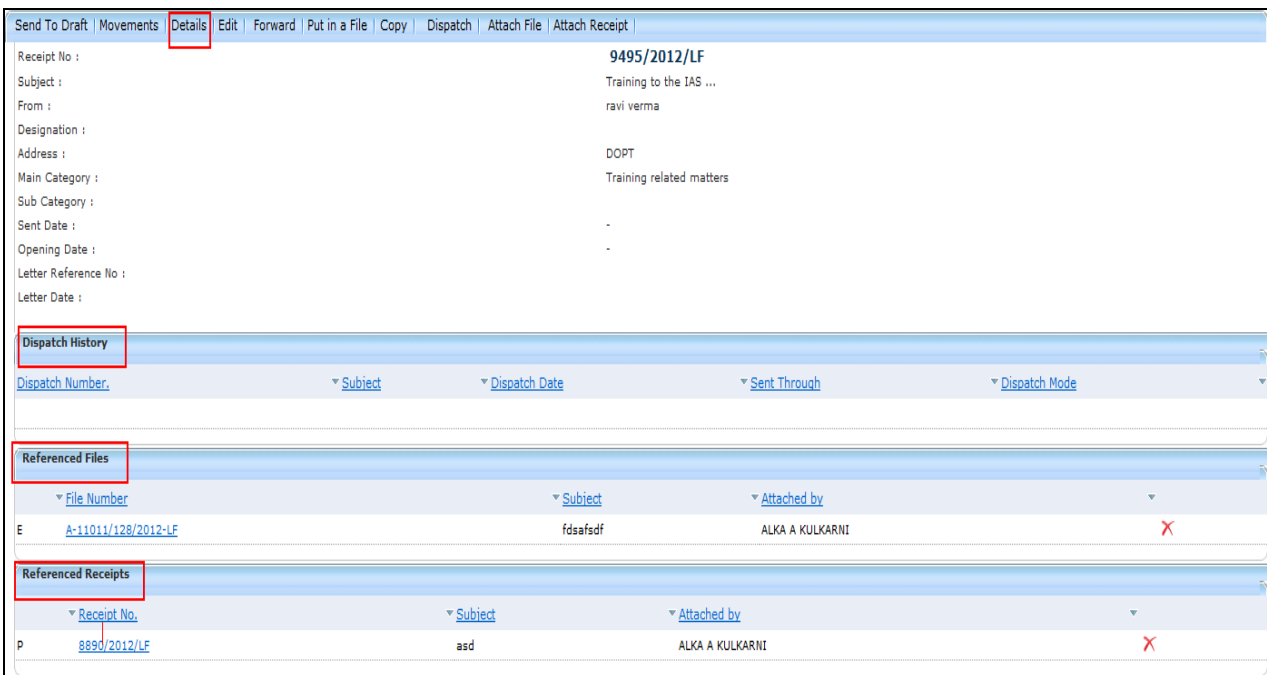 Send To Draft | Movements | Details | Edit | Forward | Put in a File | Copy | Dispatch | Attach File | Attach Receipt |
Receipt No : 9495/2012/LF
Subject : Training to the IAS ...
From : ravi verma
Designation :
Address : DOPT
Main Category : Training related matters
Sub Category :
Sent Date : -
Opening Date : -
Letter Reference No :
Letter Date :
Dispatch History
Dispatch Number. Subject Dispatch Date Sent Through Dispatch Mode
Referenced Files
File Number Subject Attached by
E A-11011/128/2012-LF fdsafsdf ALKA A KULKARNI
Referenced Receipts
Receipt No. Subject Attached by
P 8890/2012/LF asd ALKA A KULKARNI